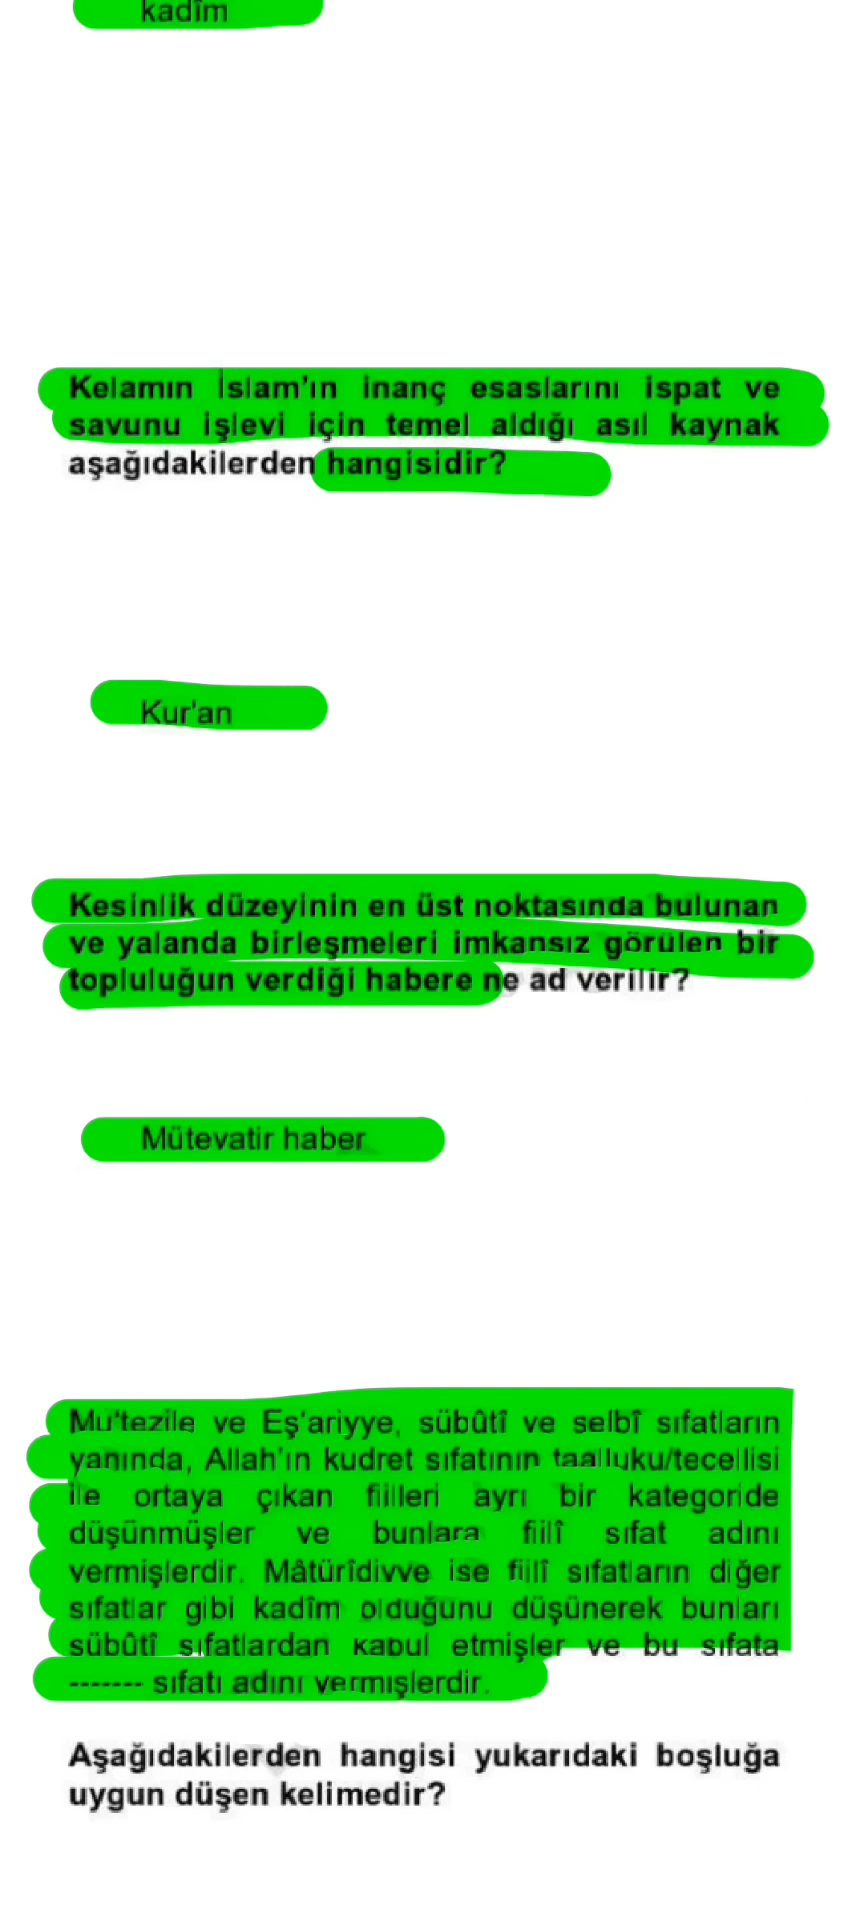 kadîm
Kelamın İslam'ın inanç esaslarını ispat ve
savunu işlevi için temel aldığı asıl kaynak
aşağıdakilerden hangisidir?
Kur'an
Kesinlik düzeyinin en üst noktasında bulunan
ve yalanda birleşmeleri imkansız görülen bir
topluluğun verdiği habere ne ad verilir?
Mütevatir haber
Mu'tezile ve Eş'ariyye, sübûtî ve selbî sıfatların
yanında, Allah'ın kudret sıfatının taalluku/tecellisi
ile ortaya çıkan fiilleri ayrı bir kategoride
düşünmüşler ve bunlara fiilî sıfat adını
vermişlerdir. Mâtürîdiyye ise fiilî sıfatların diğer
sıfatlar gibi kadîm olduğunu düşünerek bunları
sübûtî sıfatlardan kabul etmişler ve bu sıfata
------- sıfatı adını vermişlerdir.
Aşağıdakilerden hangisi yukarıdaki boşluğa
uygun düşen kelimedir?